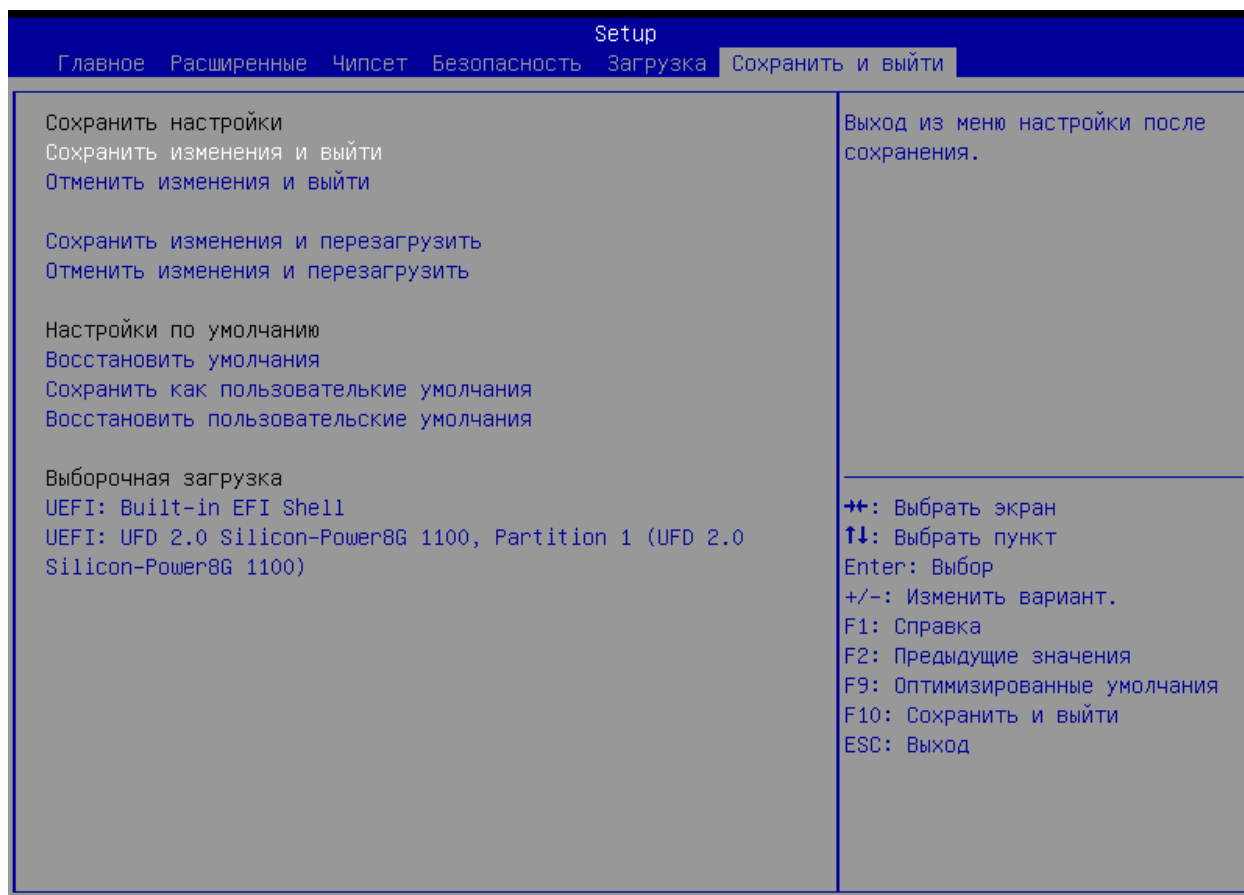 Setup
Главное Расширенные Чипсет Безопасность Загрузка Сохранить и выйти
Сохранить настройки
Сохранить изменения и выйти
Отменить изменения и выйти
Сохранить изменения и перезагрузить
Отменить изменения и перезагрузить
Настройки по умолчанию
Восстановить умолчания
Сохранить как пользователькие умолчания
Восстановить пользовательские умолчания
Выборочная загрузка
UEFI: Built-in EFI Shell
UEFI: UFD 2.0 Silicon-Power8G 1100, Partition 1 (UFD 2.0
Silicon-Power8G 1100)
Выход из меню настройки после
сохранения.
→←: Выбрать экран
↑↓: Выбрать пункт
Enter: Выбор
+/-: Изменить вариант.
F1: Справка
F2: Предыдущие значения
F9: Оптимизированные умолчания
F10: Сохранить и выйти
ESC: Выход